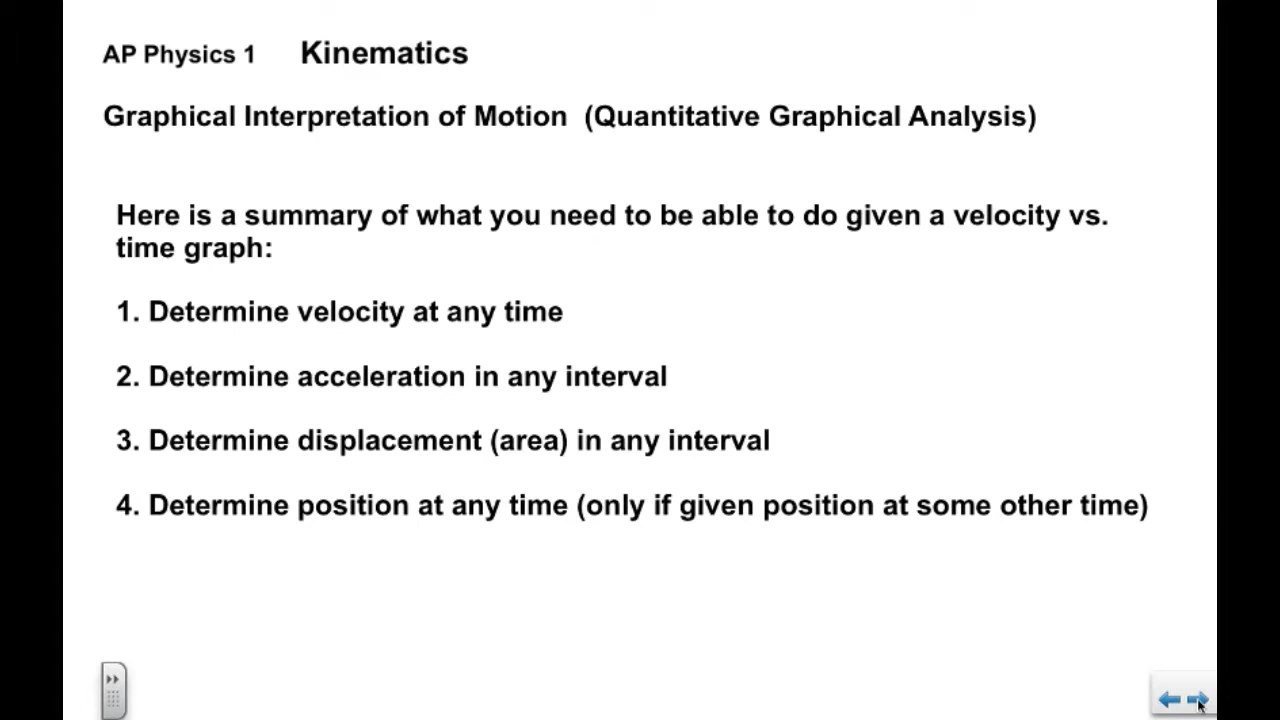 AP Physics 1 Kinematics
Graphical Interpretation of Motion (Quantitative Graphical Analysis)
Here is a summary of what you need to be able to do given a velocity vs.
time graph:
1. Determine velocity at any time
2. Determine acceleration in any interval
3. Determine displacement (area) in any interval
4. Determine position at any time (only if given position at some other time)